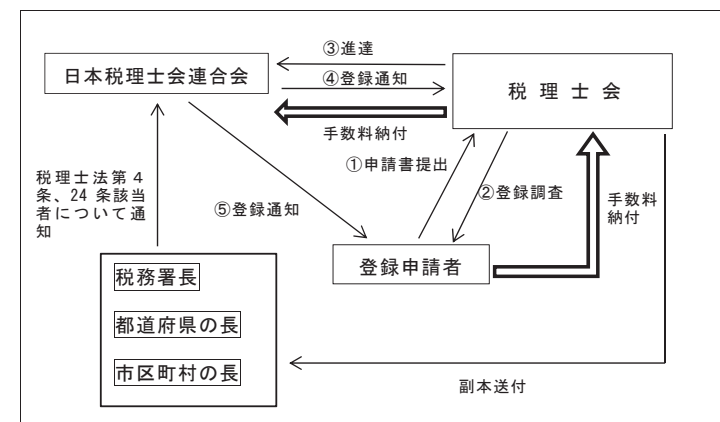 ③進達
日本税理士会連合会
④登録通知
税理士会
手数料納付
①申請書提出
税理士法第4
条、24 条該当
者について通
知
⑤登録通知
②登録調査
手数料
納付
登録申請者
税務署長
都道府県の長
市区町村の長
副本送付